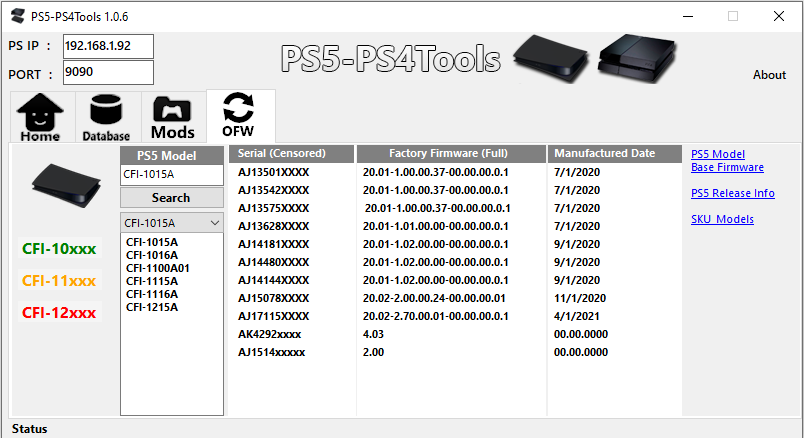 PS5-PS4Tools 1.0.6
PS IP : 192.168.1.92
PORT : 9090
PS5-PS4Tools
About
Home
Database
Mods
OFW
PS5 Model
CFI-1015A
Search
CFI-1015A
CFI-1015A
CFI-1016A
CFI-1100A01
CFI-1115A
CFI-1116A
CFI-1215A
CFI-10xxx
CFI-11xxx
CFI-12xxx
Serial (Censored) Factory Firmware (Full) Manufactured Date
AJ13501XXXX 20.01-1.00.00.37-00.00.00.0.1 7/1/2020
AJ13542XXXX 20.01-1.00.00.37-00.00.00.0.1 7/1/2020
AJ13575XXXX 20.01-1.00.00.37-00.00.00.0.1 7/1/2020
AJ13628XXXX 20.01-1.01.00.00-00.00.00.0.1 7/1/2020
AJ14181XXXX 20.01-1.02.00.00-00.00.00.0.1 9/1/2020
AJ14480XXXX 20.01-1.02.00.00-00.00.00.0.1 9/1/2020
AJ14144XXXX 20.01-1.02.00.00-00.00.00.0.1 9/1/2020
AJ15078XXXX 20.02-2.00.00.24-00.00.00.01 11/1/2020
AJ17115XXXX 20.02-2.70.00.01-00.00.00.0.1 4/1/2021
AK4292xxxx 4.03 00.00.0000
AJ1514xxxxx 2.00 00.00.0000
PS5 Model
Base Firmware
PS5 Release Info
SKU Models
Status